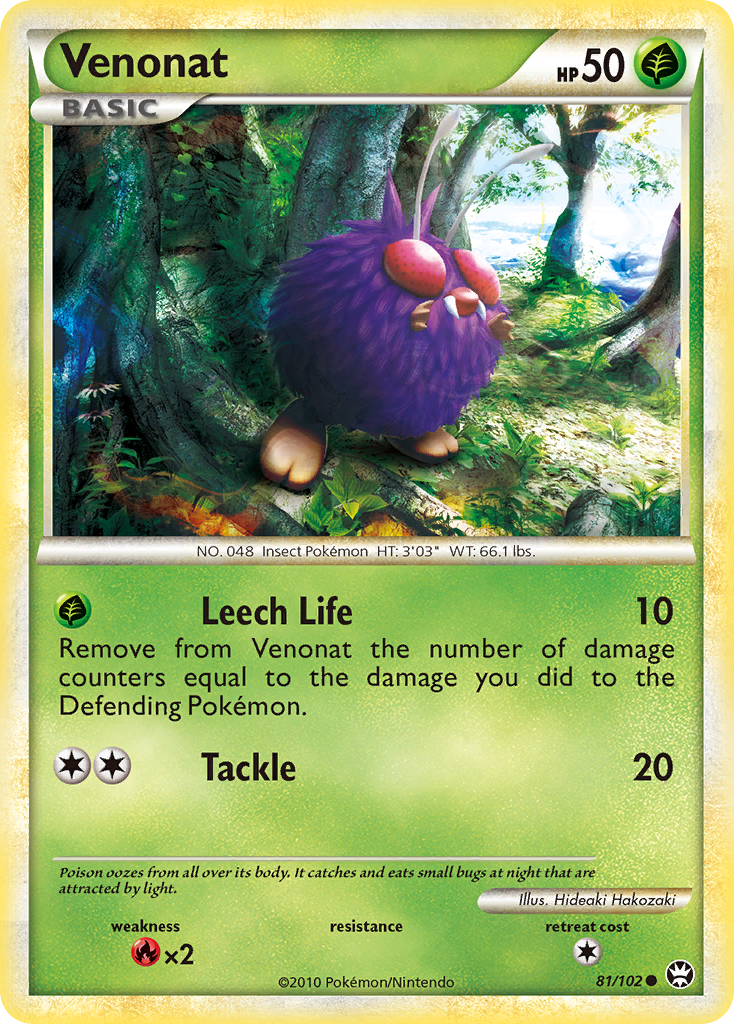 Venonat
HP 50
BASIC
NO. 048 Insect Pokémon HT: 3'03" WT: 66.1 lbs.
Leech Life 10
Remove from Venonat the number of damage
counters equal to the damage you did to the
Defending Pokémon.
Tackle 20
Poison oozes from all over its body. It catches and eats small bugs at night that are
attracted by light.
Illus. Hideaki Hakozaki
weakness resistance retreat cost
×2
©2010 Pokémon/Nintendo
81/102